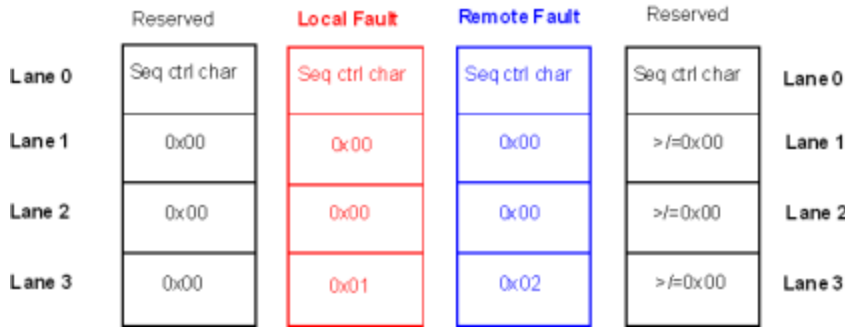 Reserved Local Fault Remote Fault Reserved
Lane 0 Seq ctrl char Seq ctrl char Seq ctrl char Seq ctrl char Lane 0
Lane 1 0x00 0x00 0x00 >/=0x00 Lane 1
Lane 2 0x00 0x00 0x00 >/=0x00 Lane 2
Lane 3 0x00 0x01 0x02 >/=0x00 Lane 3